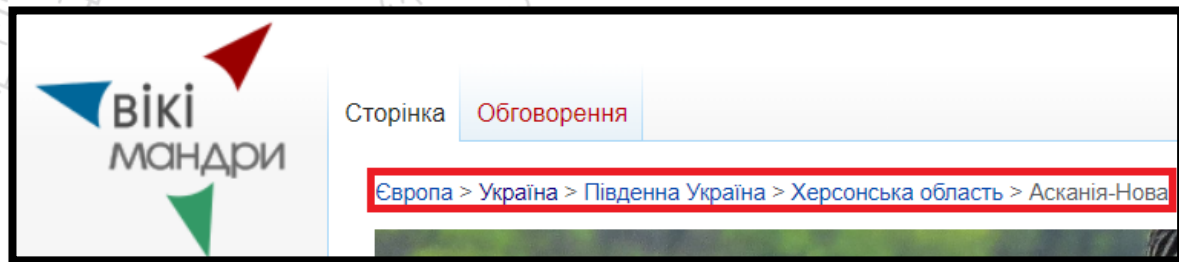 вікі
мандри
Сторінка Обговорення
Європа > Україна > Південна Україна > Херсонська область > Асканія-Нова